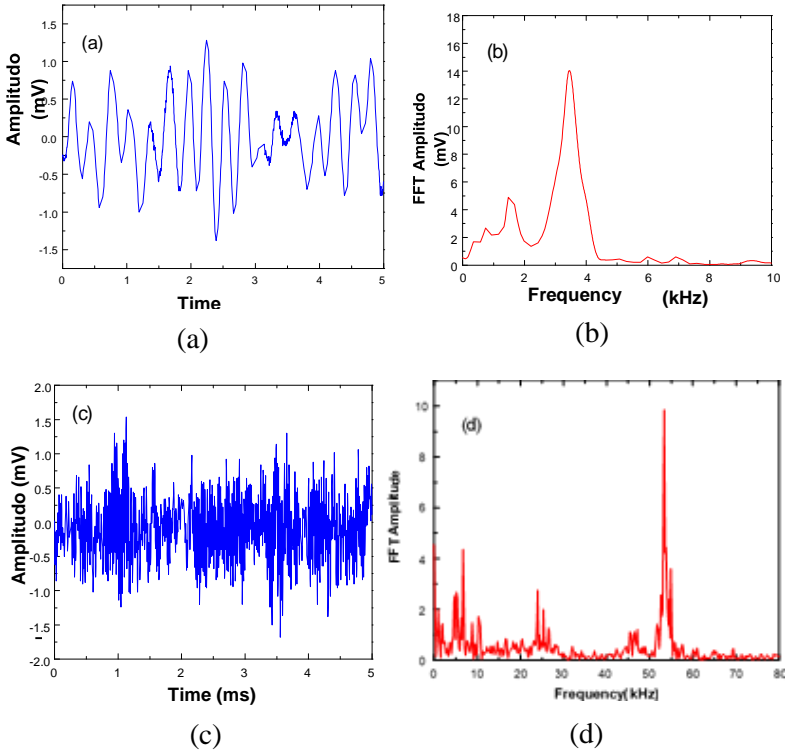 (a)
Amplitudo
(mV)
1.5
1.0
0.5
0.0
-0.5
-1.0
-1.5
0 1 2 3 4 5
Time
(a)
(b)
FFT Amplitudo
(mV)
18
16
14
12
10
8
6
4
2
0
0 2 4 6 8 10
Frequency (kHz)
(b)
(c)
Amplitudo (mV)
2.0
1.5
1.0
0.5
0.0
-0.5
-1.0
-1.5
-2.0
0 1 2 3 4 5
Time (ms)
(c)
(d)
FFT Amplitude
10
8
6
4
2
0
0 10 20 30 40 50 60 70 80
Frequency[kHz]
(d)